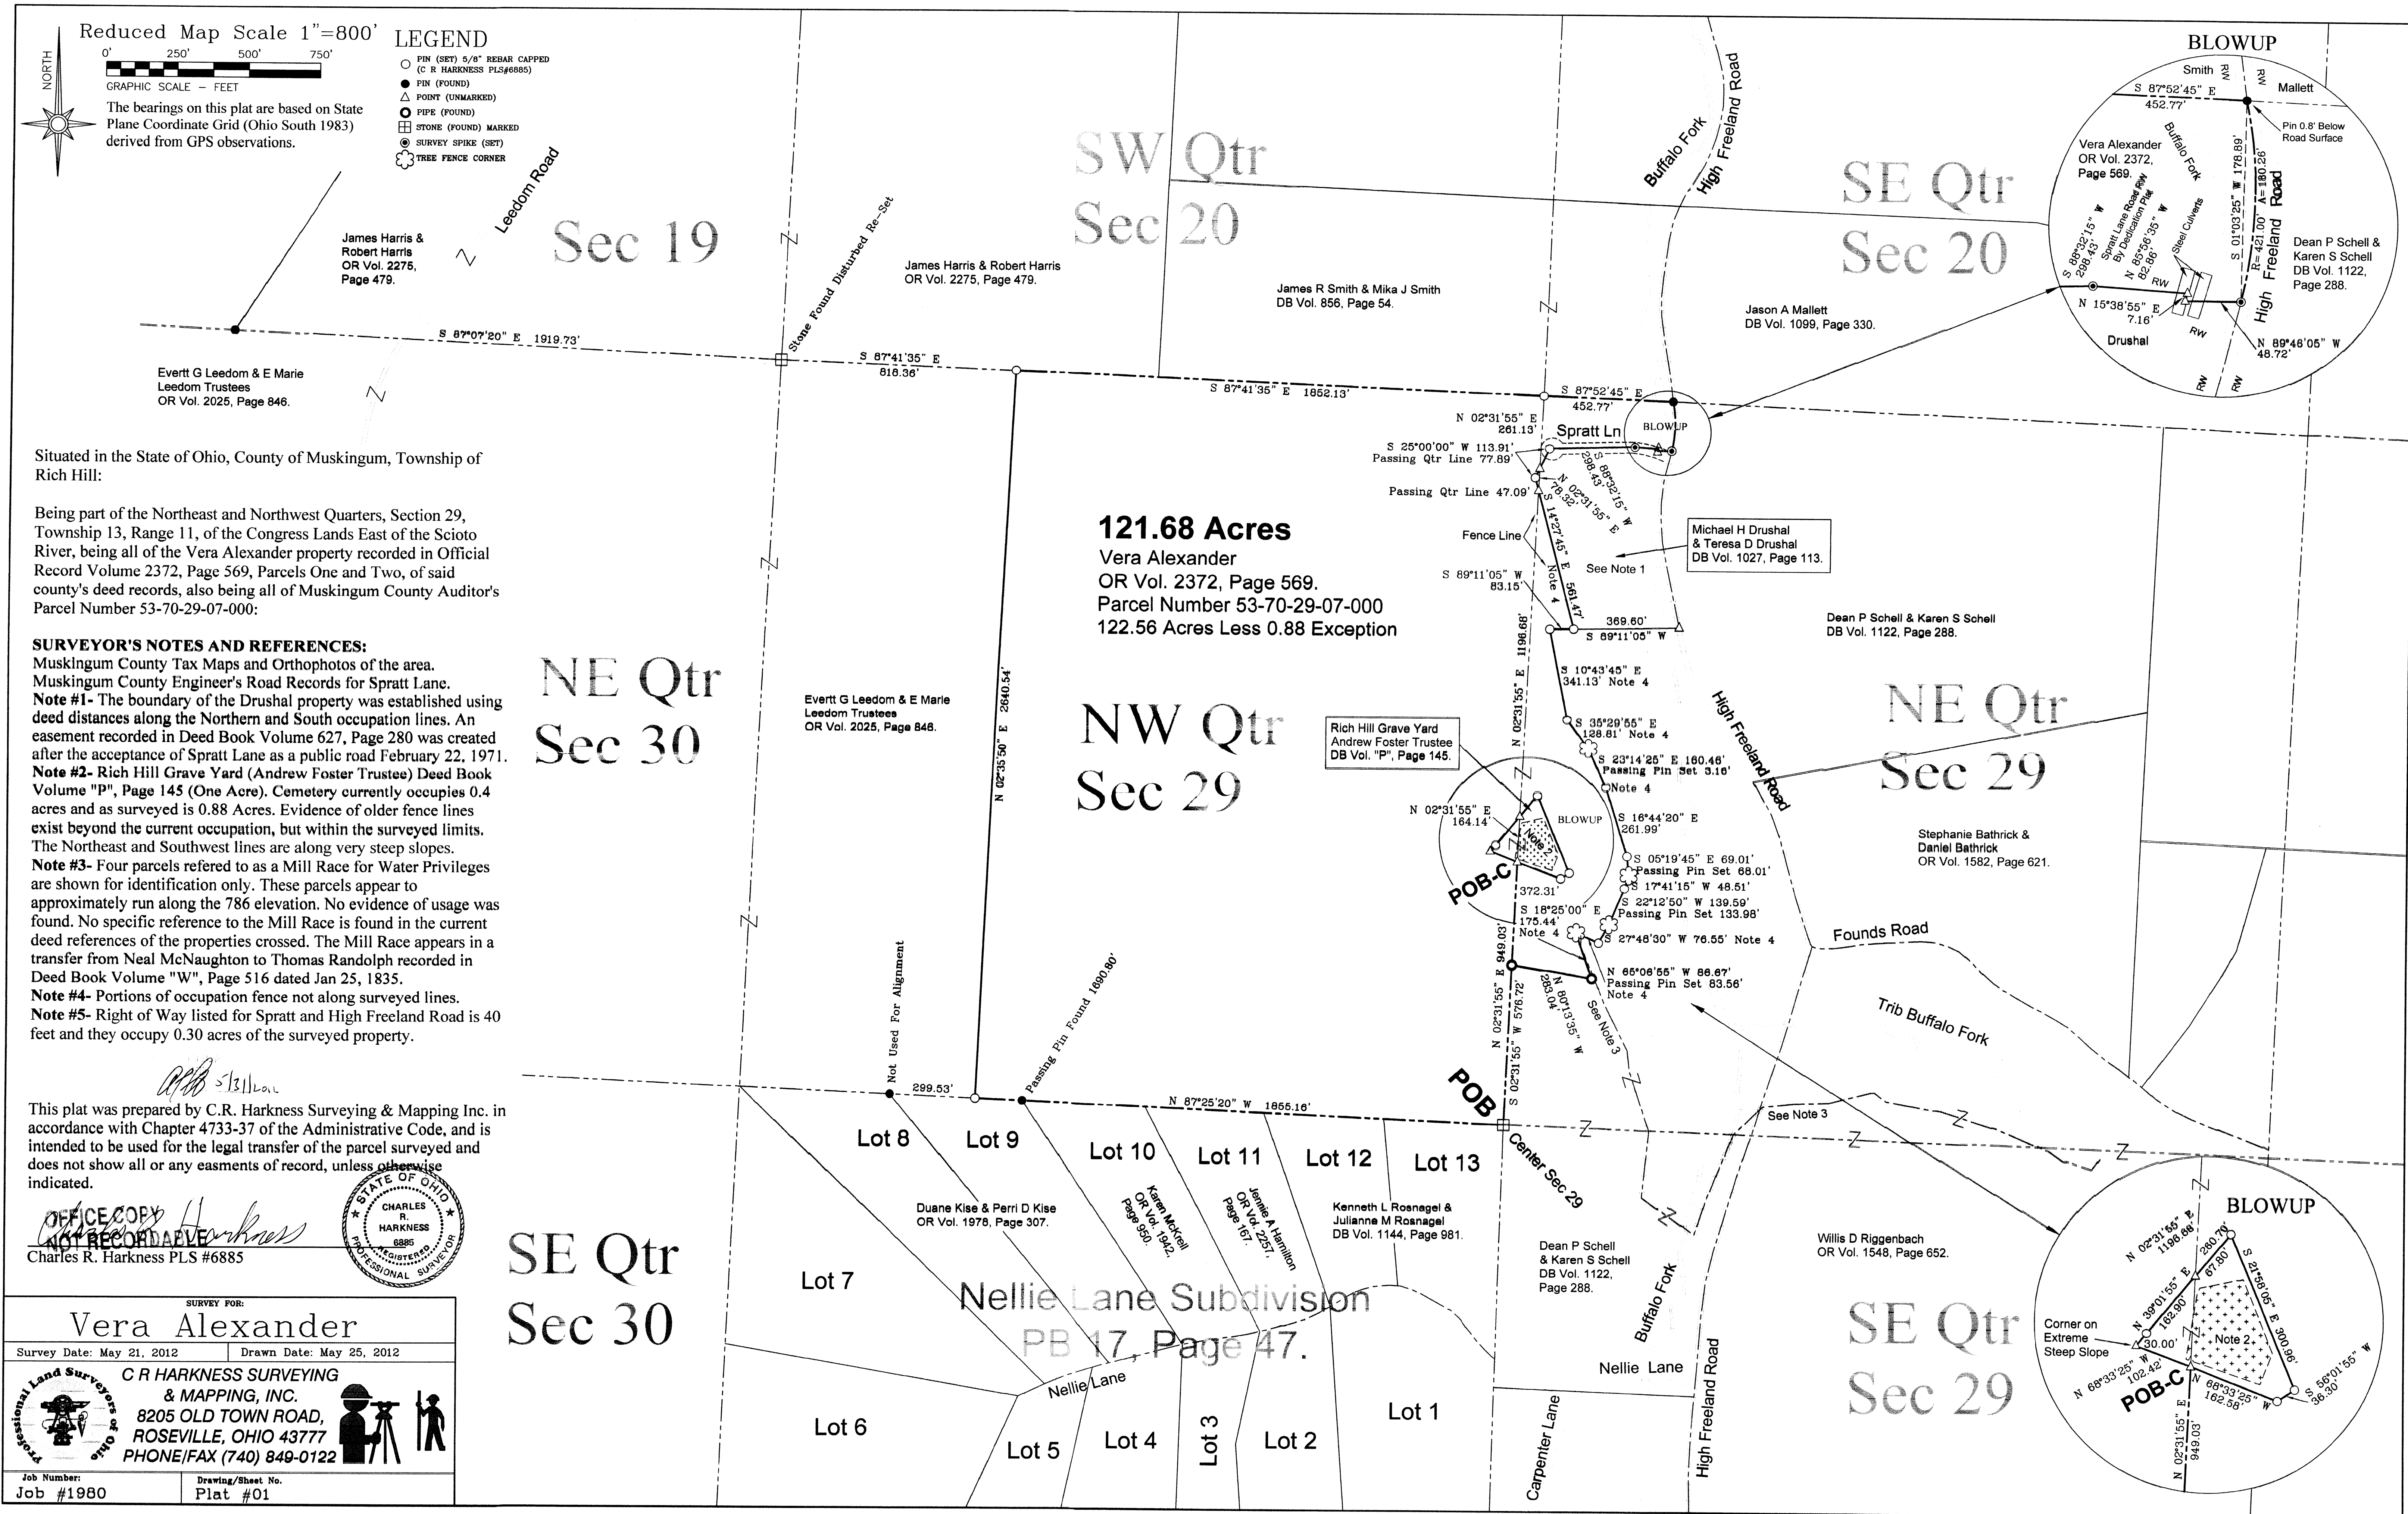 Reduced Map Scale 1"=800'
0' 250' 500' 750'
GRAPHIC SCALE - FEET
NORTH
The bearings on this plat are based on State
Plane Coordinate Grid (Ohio South 1983)
derived from GPS observations.
LEGEND
PIN (SET) 5/8" REBAR CAPPED
(C R HARKNESS PLS#6885)
PIN (FOUND)
POINT (UNMARKED)
PIPE (FOUND)
STONE (FOUND) MARKED
SURVEY SPIKE (SET)
TREE FENCE CORNER
Leedom Road
James Harris &
Robert Harris
OR Vol. 2275,
Page 479.
Sec 19
Stone Found Disturbed Re-Set
SW Qtr
Sec 20
James Harris & Robert Harris
OR Vol. 2275, Page 479.
James R Smith & Mika J Smith
DB Vol. 856, Page 54.
Buffalo Fork
High Freeland Road
SE Qtr
Sec 20
Jason A Mallett
DB Vol. 1099, Page 330.
BLOWUP
Smith
RW
RW
Mallett
S 87°52'45" E
452.77'
Pin 0.8' Below
Road Surface
Vera Alexander
OR Vol. 2372,
Page 569.
Buffalo Fork
S 01°03'25" W 178.89'
R=421.00' A=180.26'
High Freeland Road
Spratt Lane Road RW
By Dedication Plat
S 88°32'15" W
298.43'
N 85°56'35" W
82.86'
Steel Culverts
RW
N 15°38'55" E
7.16'
Drushal
RW
N 89°46'05" W
48.72'
RW
RW
Dean P Schell &
Karen S Schell
DB Vol. 1122,
Page 288.
S 87°07'20" E 1919.73'
Evertt G Leedom & E Marie
Leedom Trustees
OR Vol. 2025, Page 846.
S 87°41'35" E
816.36'
S 87°41'35" E 1852.13'
S 87°52'45" E
452.77'
N 02°31'55" E
261.13'
Spratt Ln
BLOWUP
S 25°00'00" W 113.91'
Passing Qtr Line 77.89'
S 88°32'15" W
298.43'
N 02°31'55" E
78.32'
Passing Qtr Line 47.09'
Fence Line
S 14°27'45" E 561.47'
Note 4
See Note 1
Michael H Drushal
& Teresa D Drushal
DB Vol. 1027, Page 113.
S 89°11'05" W
83.15'
369.60'
S 89°11'05" W
Dean P Schell & Karen S Schell
DB Vol. 1122, Page 288.
Situated in the State of Ohio, County of Muskingum, Township of
Rich Hill:
Being part of the Northeast and Northwest Quarters, Section 29,
Township 13, Range 11, of the Congress Lands East of the Scioto
River, being all of the Vera Alexander property recorded in Official
Record Volume 2372, Page 569, Parcels One and Two, of said
county's deed records, also being all of Muskingum County Auditor's
Parcel Number 53-70-29-07-000:
SURVEYOR'S NOTES AND REFERENCES:
Muskingum County Tax Maps and Orthophotos of the area.
Muskingum County Engineer's Road Records for Spratt Lane.
Note #1- The boundary of the Drushal property was established using
deed distances along the Northern and South occupation lines. An
easement recorded in Deed Book Volume 627, Page 280 was created
after the acceptance of Spratt Lane as a public road February 22, 1971.
Note #2- Rich Hill Grave Yard (Andrew Foster Trustee) Deed Book
Volume "P", Page 145 (One Acre). Cemetery currently occupies 0.4
acres and as surveyed is 0.88 Acres. Evidence of older fence lines
exist beyond the current occupation, but within the surveyed limits.
The Northeast and Southwest lines are along very steep slopes.
Note #3- Four parcels refered to as a Mill Race for Water Privileges
are shown for identification only. These parcels appear to
approximately run along the 786 elevation. No evidence of usage was
found. No specific reference to the Mill Race is found in the current
deed references of the properties crossed. The Mill Race appears in a
transfer from Neal McNaughton to Thomas Randolph recorded in
Deed Book Volume "W", Page 516 dated Jan 25, 1835.
Note #4- Portions of occupation fence not along surveyed lines.
Note #5- Right of Way listed for Spratt and High Freeland Road is 40
feet and they occupy 0.30 acres of the surveyed property.
This plat was prepared by C.R. Harkness Surveying & Mapping Inc. in
accordance with Chapter 4733-37 of the Administrative Code, and is
intended to be used for the legal transfer of the parcel surveyed and
does not show all or any easments of record, unless otherwise
indicated.
OFFICE COPY
NOT RECORDABLE
Charles R. Harkness
Charles R. Harkness PLS #6885
STATE OF OHIO
CHARLES
R.
HARKNESS
6885
REGISTERED
PROFESSIONAL SURVEYOR
SURVEY FOR:
Vera Alexander
Survey Date: May 21, 2012
Drawn Date: May 25, 2012
Professional Land Surveyors of Ohio
C R HARKNESS SURVEYING
& MAPPING, INC.
8205 OLD TOWN ROAD,
ROSEVILLE, OHIO 43777
PHONE/FAX (740) 849-0122
Job Number:
Job #1980
Drawing/Sheet No.
Plat #01
121.68 Acres
Vera Alexander
OR Vol. 2372, Page 569.
Parcel Number 53-70-29-07-000
122.56 Acres Less 0.88 Exception
NE Qtr
Sec 30
Evertt G Leedom & E Marie
Leedom Trustees
OR Vol. 2025, Page 846.
N 02°35'50" E 2640.54'
NW Qtr
Sec 29
Rich Hill Grave Yard
Andrew Foster Trustee
DB Vol. "P", Page 145.
N 02°31'55" E 1196.68'
S 10°43'45" E
341.13' Note 4
S 35°29'55" E
128.81' Note 4
S 23°14'25" E 160.46'
Passing Pin Set 3.16'
Note 4
High Freeland Road
NE Qtr
Sec 29
N 02°31'55" E
164.14'
BLOWUP
Note 2
POB-C
S 16°44'20" E
261.99'
S 05°19'45" E 69.01'
Passing Pin Set 68.01'
S 17°41'15" W 48.51'
S 22°12'50" W 139.59'
Passing Pin Set 133.98'
372.31'
S 18°25'00" E
175.44'
Note 4
S 27°48'30" W 76.55' Note 4
N 65°06'55" W 86.67'
Passing Pin Set 83.56'
Note 4
Stephanie Bathrick &
Daniel Bathrick
OR Vol. 1582, Page 621.
Founds Road
Trib Buffalo Fork
N 02°31'55" E 949.03'
S 02°31'55" W 576.72'
N 80°13'35" W
283.04'
See Note 3
See Note 3
POB
Center Sec 29
Not Used For Alignment
Passing Pin Found 1690.80'
299.53'
N 87°25'20" W 1855.16'
Lot 8
Lot 9
Lot 10
Lot 11
Lot 12
Lot 13
Duane Kise & Perri D Kise
OR Vol. 1978, Page 307.
Karen McKrell
OR Vol. 1942,
Page 950.
Jennie A Hamilton
OR Vol. 2257,
Page 167.
Kenneth L Rosnagel &
Julianne M Rosnagel
DB Vol. 1144, Page 981.
Dean P Schell
& Karen S Schell
DB Vol. 1122,
Page 288.
Willis D Riggenbach
OR Vol. 1548, Page 652.
SE Qtr
Sec 30
Lot 7
Nellie Lane Subdivision
PB 17, Page 47.
Nellie Lane
Lot 6
Lot 5
Lot 4
Lot 3
Lot 2
Lot 1
Carpenter Lane
Nellie Lane
Buffalo Fork
High Freeland Road
SE Qtr
Sec 29
BLOWUP
N 02°31'55" E
1196.68'
260.70'
67.80'
N 39°01'55" E
162.90'
S 21°58'05" E 300.96'
Corner on
Extreme
Steep Slope
30.00'
Note 2
N 68°33'25" W
102.42'
POB-C
N 68°33'25" W
162.58'
S 56°01'55" W
36.30'
N 02°31'55" E
949.03'